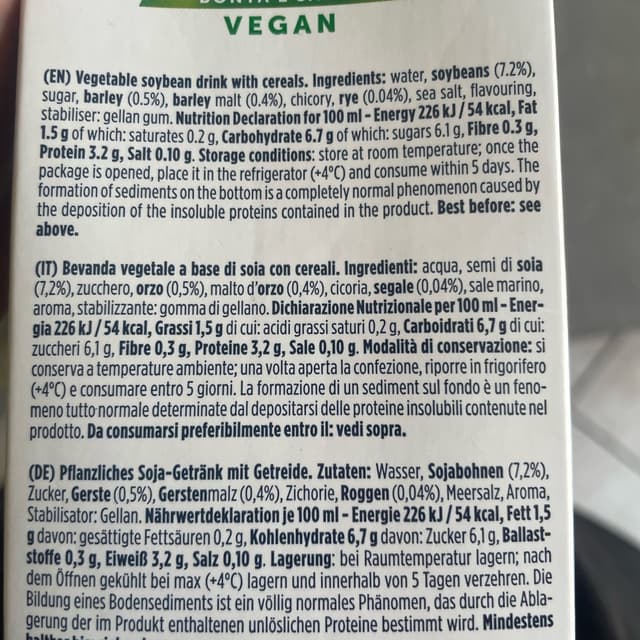 VEGAN
(EN) Vegetable soybean drink with cereals. Ingredients: water, soybeans (7.2%),
sugar, barley (0.5%), barley malt (0.4%), chicory, rye (0.04%), sea salt, flavouring,
stabiliser: gellan gum. Nutrition Declaration for 100 ml - Energy 226 kJ / 54 kcal, Fat
1.5 g of which: saturates 0.2 g, Carbohydrate 6.7 g of which: sugars 6.1 g, Fibre 0.3 g,
Protein 3.2 g, Salt 0.10 g. Storage conditions: store at room temperature; once the
package is opened, place it in the refrigerator (+4°C) and consume within 5 days. The
formation of sediments on the bottom is a completely normal phenomenon caused by
the deposition of the insoluble proteins contained in the product. Best before: see
above.
(IT) Bevanda vegetale a base di soia con cereali. Ingredienti: acqua, semi di soia
(7,2%), zucchero, orzo (0,5%), malto d'orzo (0,4%), cicoria, segale (0,04%), sale marino,
aroma, stabilizzante: gomma di gellano. Dichiarazione Nutrizionale per 100 ml - Ener-
gia 226 kJ / 54 kcal, Grassi 1,5 g di cui: acidi grassi saturi 0,2 g, Carboidrati 6,7 g di cui:
zuccheri 6,1 g, Fibre 0,3 g, Proteine 3,2 g, Sale 0,10 g. Modalità di conservazione: si
conserva a temperatura ambiente; una volta aperta la confezione, riporre in frigorifero
(+4°C) e consumare entro 5 giorni. La formazione di un sediment sul fondo è un feno-
meno tutto normale determinate dal depositarsi delle proteine insolubili contenute nel
prodotto. Da consumarsi preferibilmente entro il: vedi sopra.
(DE) Pflanzliches Soja-Getränk mit Getreide. Zutaten: Wasser, Sojabohnen (7,2%),
Zucker, Gerste (0,5%), Gerstenmalz (0,4%), Zichorie, Roggen (0,04%), Meersalz, Aroma,
Stabilisator: Gellan. Nährwertdeklaration je 100 ml - Energie 226 kJ / 54 kcal, Fett 1,5
g davon: gesättigte Fettsäuren 0,2 g, Kohlenhydrate 6,7 g davon: Zucker 6,1 g, Ballast-
stoffe 0,3 g, Eiweiß 3,2 g, Salz 0,10 g. Lagerung: bei Raumtemperatur lagern; nach
dem Öffnen gekühlt bei max (+4°C) lagern und innerhalb von 5 Tagen verzehren. Die
Bildung eines Bodensediments ist ein völlig normales Phänomen, das durch die Abla-
gerung der im Produkt enthaltenen unlöslichen Proteine bestimmt wird. Mindestens